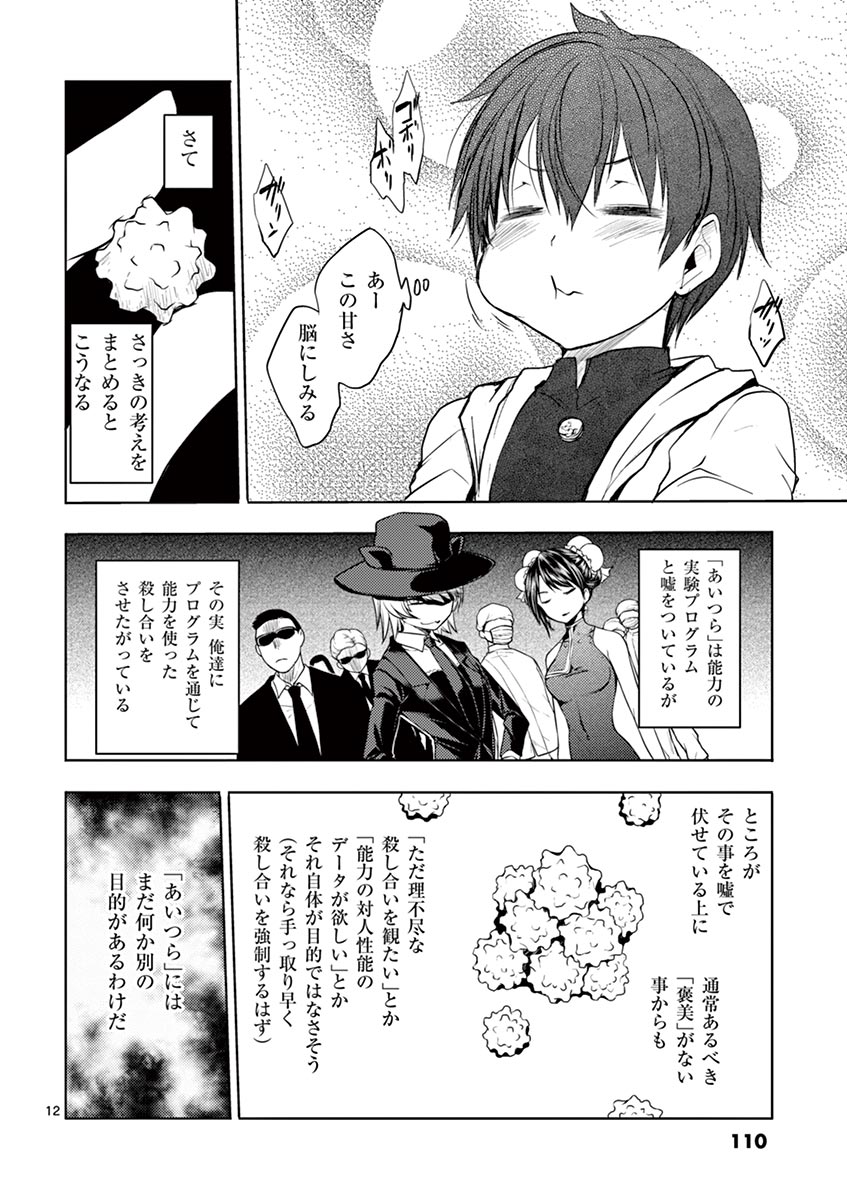 ゴリ
ボリ
ボリ
ガリ
ガリ
あー
この甘さ
脳にしみる
さて
さっきの考えを
まとめると
こうなる
「あいつら」は能力の
実験プログラム
と嘘をついているが
その実 俺達に
プログラムを通じて
能力を使った
殺し合いを
させたがっている
ところが
その事を嘘で
伏せている上に
通常あるべき
「褒美」がない
事からも
「ただ理不尽な
殺し合いを観たい」とか
「能力の対人性能の
データが欲しい」とか
それ自体が目的ではなさそう
(それなら手っ取り早く
殺し合いを強制するはず)
「あいつら」には
まだ何か別の
目的があるわけだ
12
110